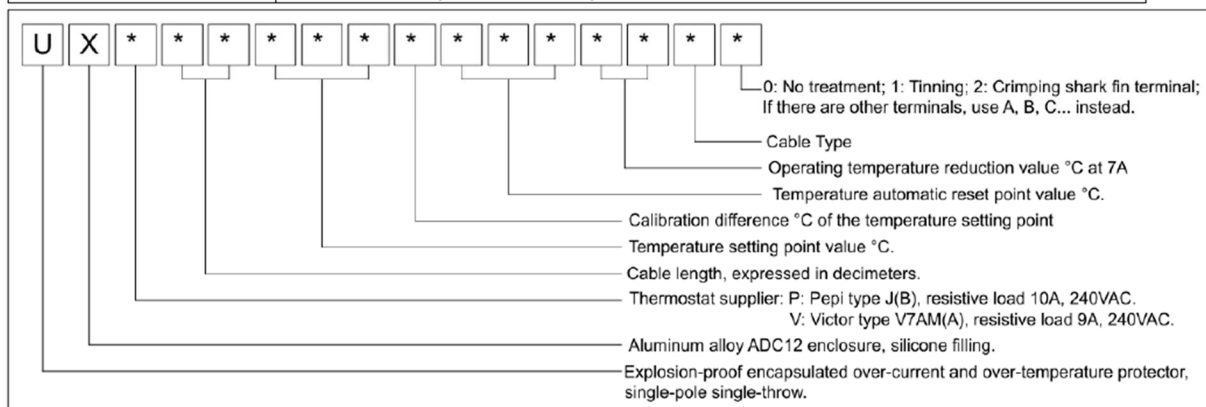 U X * * * * * * * * * * * * * *
0: No treatment; 1: Tinning; 2: Crimping shark fin terminal;
If there are other terminals, use A, B, C... instead.
Cable Type
Operating temperature reduction value °C at 7A
Temperature automatic reset point value °C.
Calibration difference °C of the temperature setting point
Temperature setting point value °C.
Cable length, expressed in decimeters.
Thermostat supplier: P: Pepi type J(B), resistive load 10A, 240VAC.
V: Victor type V7AM(A), resistive load 9A, 240VAC.
Aluminum alloy ADC12 enclosure, silicone filling.
Explosion-proof encapsulated over-current and over-temperature protector,
single-pole single-throw.